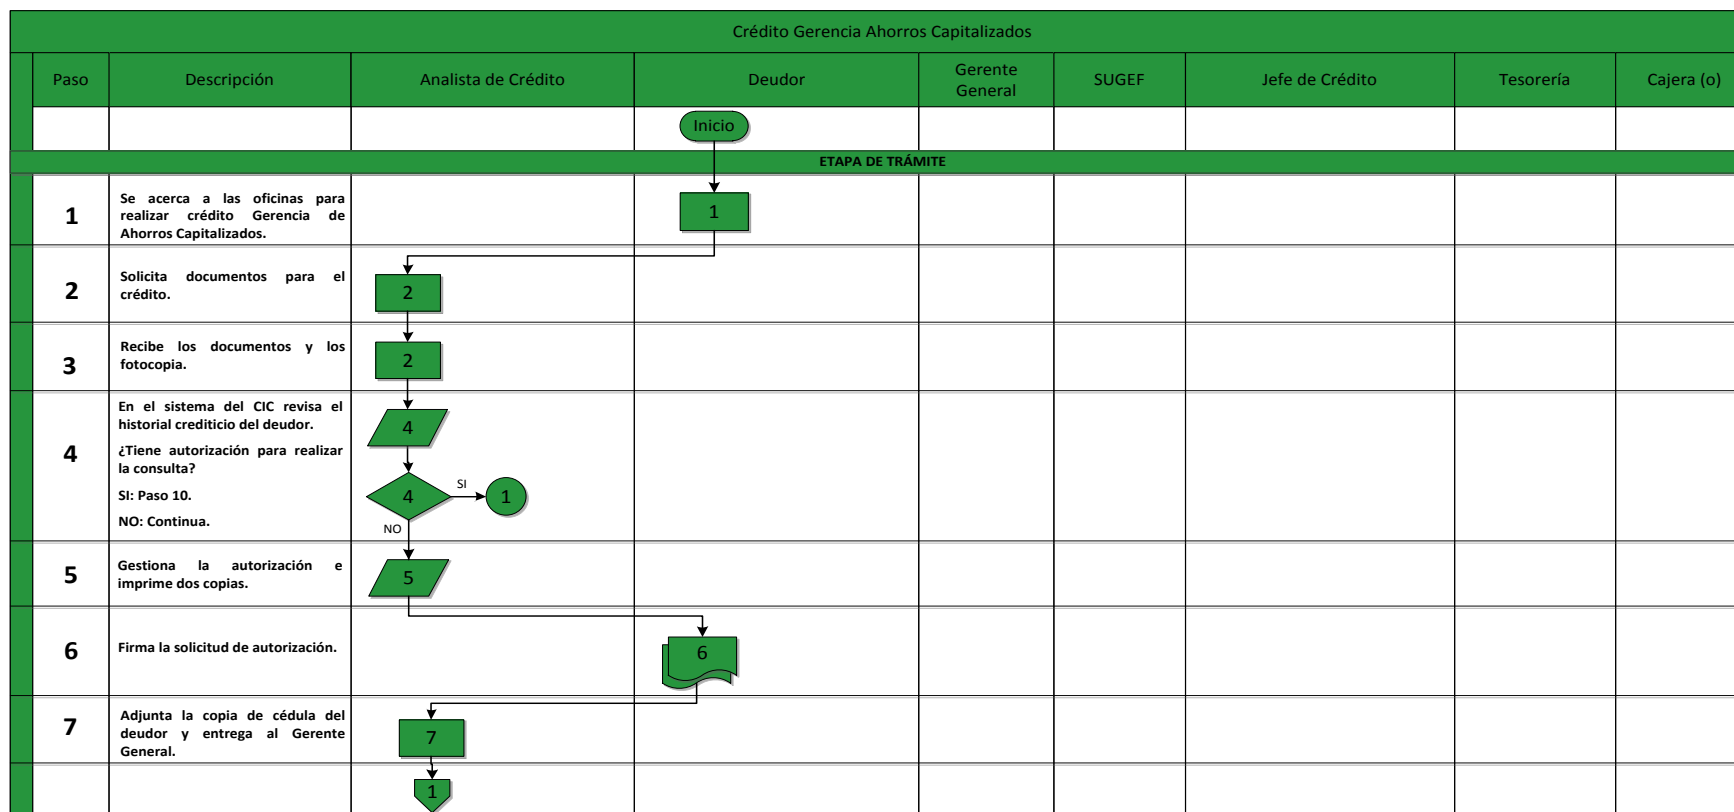 Crédito Gerencia Ahorros Capitalizados
Paso
Descripción
Analista de Crédito
Deudor
Gerente
General
SUGEF
Jefe de Crédito
Tesorería
Cajera (o)
Inicio
ETAPA DE TRÁMITE
1
Se acerca a las oficinas para
realizar crédito Gerencia de
Ahorros Capitalizados.
1
2
Solicita documentos para el
crédito.
2
3
Recibe los documentos y los
fotocopia.
2
4
En el sistema del CIC revisa el
historial crediticio del deudor.
¿Tiene autorización para realizar
la consulta?
SI: Paso 10.
NO: Continua.
4
4
SI
1
NO
5
Gestiona la autorización e
imprime dos copias.
5
6
Firma la solicitud de autorización.
6
7
Adjunta la copia de cédula del
deudor y entrega al Gerente
General.
7
1